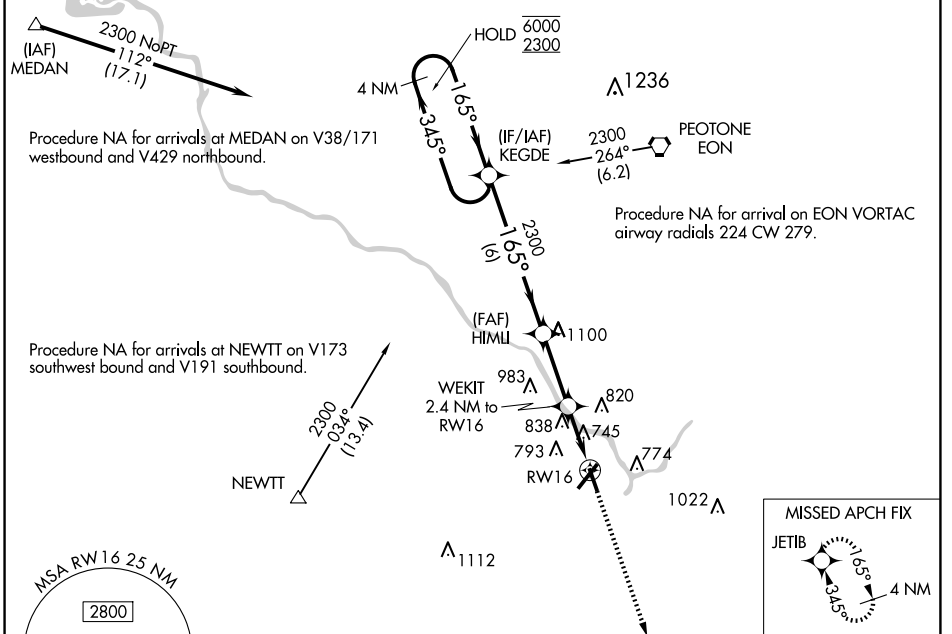 2300 NoPT
112°
(17.1)
(IAF)
MEDAN
HOLD 6000
2300
4 NM
165°
345°
1236
(IF/IAF)
KEGDE
2300
264°
(6.2)
PEOTONE
EON
Procedure NA for arrivals at MEDAN on V38/171
westbound and V429 northbound.
Procedure NA for arrival on EON VORTAC
airway radials 224 CW 279.
2300
165°
(6)
(FAF)
HIMLI
1100
Procedure NA for arrivals at NEWTT on V173
southwest bound and V191 southbound.
983
WEKIT
2.4 NM to
RW16
820
838
745
793
774
RW16
2300
034°
(13.4)
NEWTT
1022
1112
MISSED APCH FIX
JETIB
165°
345°
4 NM
MSA RW16 25 NM
2800